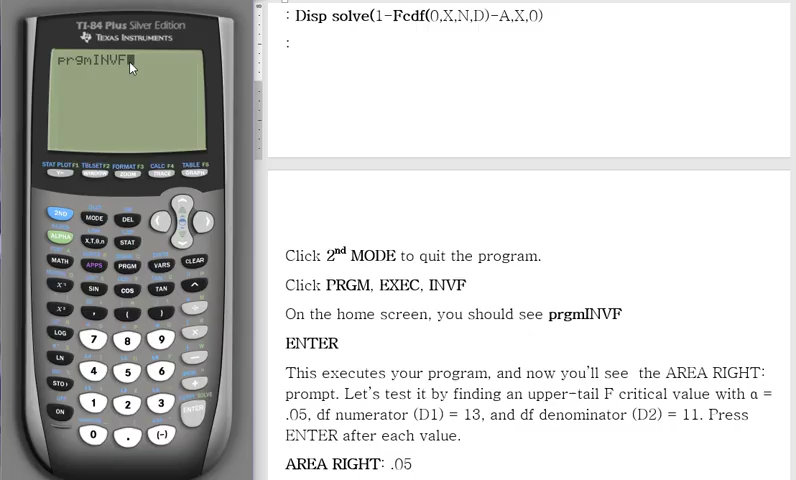 TI-84 Plus Silver Edition
TEXAS INSTRUMENTS
prgmINVF
STAT PLOT F1 TBLSET F2 FORMAT F3 CALC F4 TABLE F5
Y= WINDOW ZOOM TRACE GRAPH
2ND MODE DEL
ALPHA X,T,θ,n STAT
MATH APPS PRGM VARS CLEAR
SIN COS TAN ^
x² , ( )
LOG 7 8 9 ×
LN 4 5 6 −
STO 1 2 3 +
ON 0 . (−) ENTER
: Disp solve(1-Fcdf(0,X,N,D)-A,X,0)
:
Click 2nd MODE to quit the program.
Click PRGM, EXEC, INVF
On the home screen, you should see prgmINVF
ENTER
This executes your program, and now you'll see the AREA RIGHT:
prompt. Let's test it by finding an upper-tail F critical value with α =
.05, df numerator (D1) = 13, and df denominator (D2) = 11. Press
ENTER after each value.
AREA RIGHT: .05